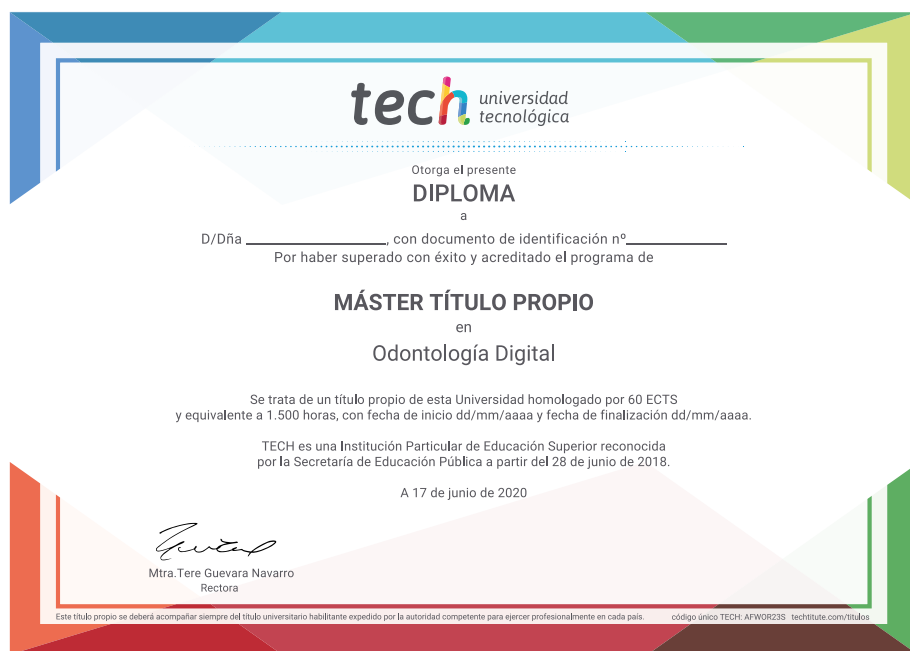 tech universidad
tecnológica
Otorga el presente
DIPLOMA
a
D/Dña ____________________, con documento de identificación nº______________
Por haber superado con éxito y acreditado el programa de
MÁSTER TÍTULO PROPIO
en
Odontología Digital
Se trata de un título propio de esta Universidad homologado por 60 ECTS
y equivalente a 1.500 horas, con fecha de inicio dd/mm/aaaa y fecha de finalización dd/mm/aaaa.
TECH es una Institución Particular de Educación Superior reconocida
por la Secretaría de Educación Pública a partir del 28 de junio de 2018.
A 17 de junio de 2020
Mtra.Tere Guevara Navarro
Rectora
Este título propio se deberá acompañar siempre del título universitario habilitante expedido por la autoridad competente para ejercer profesionalmente en cada país. código único TECH: AFWOR23S techtitute.com/titulos